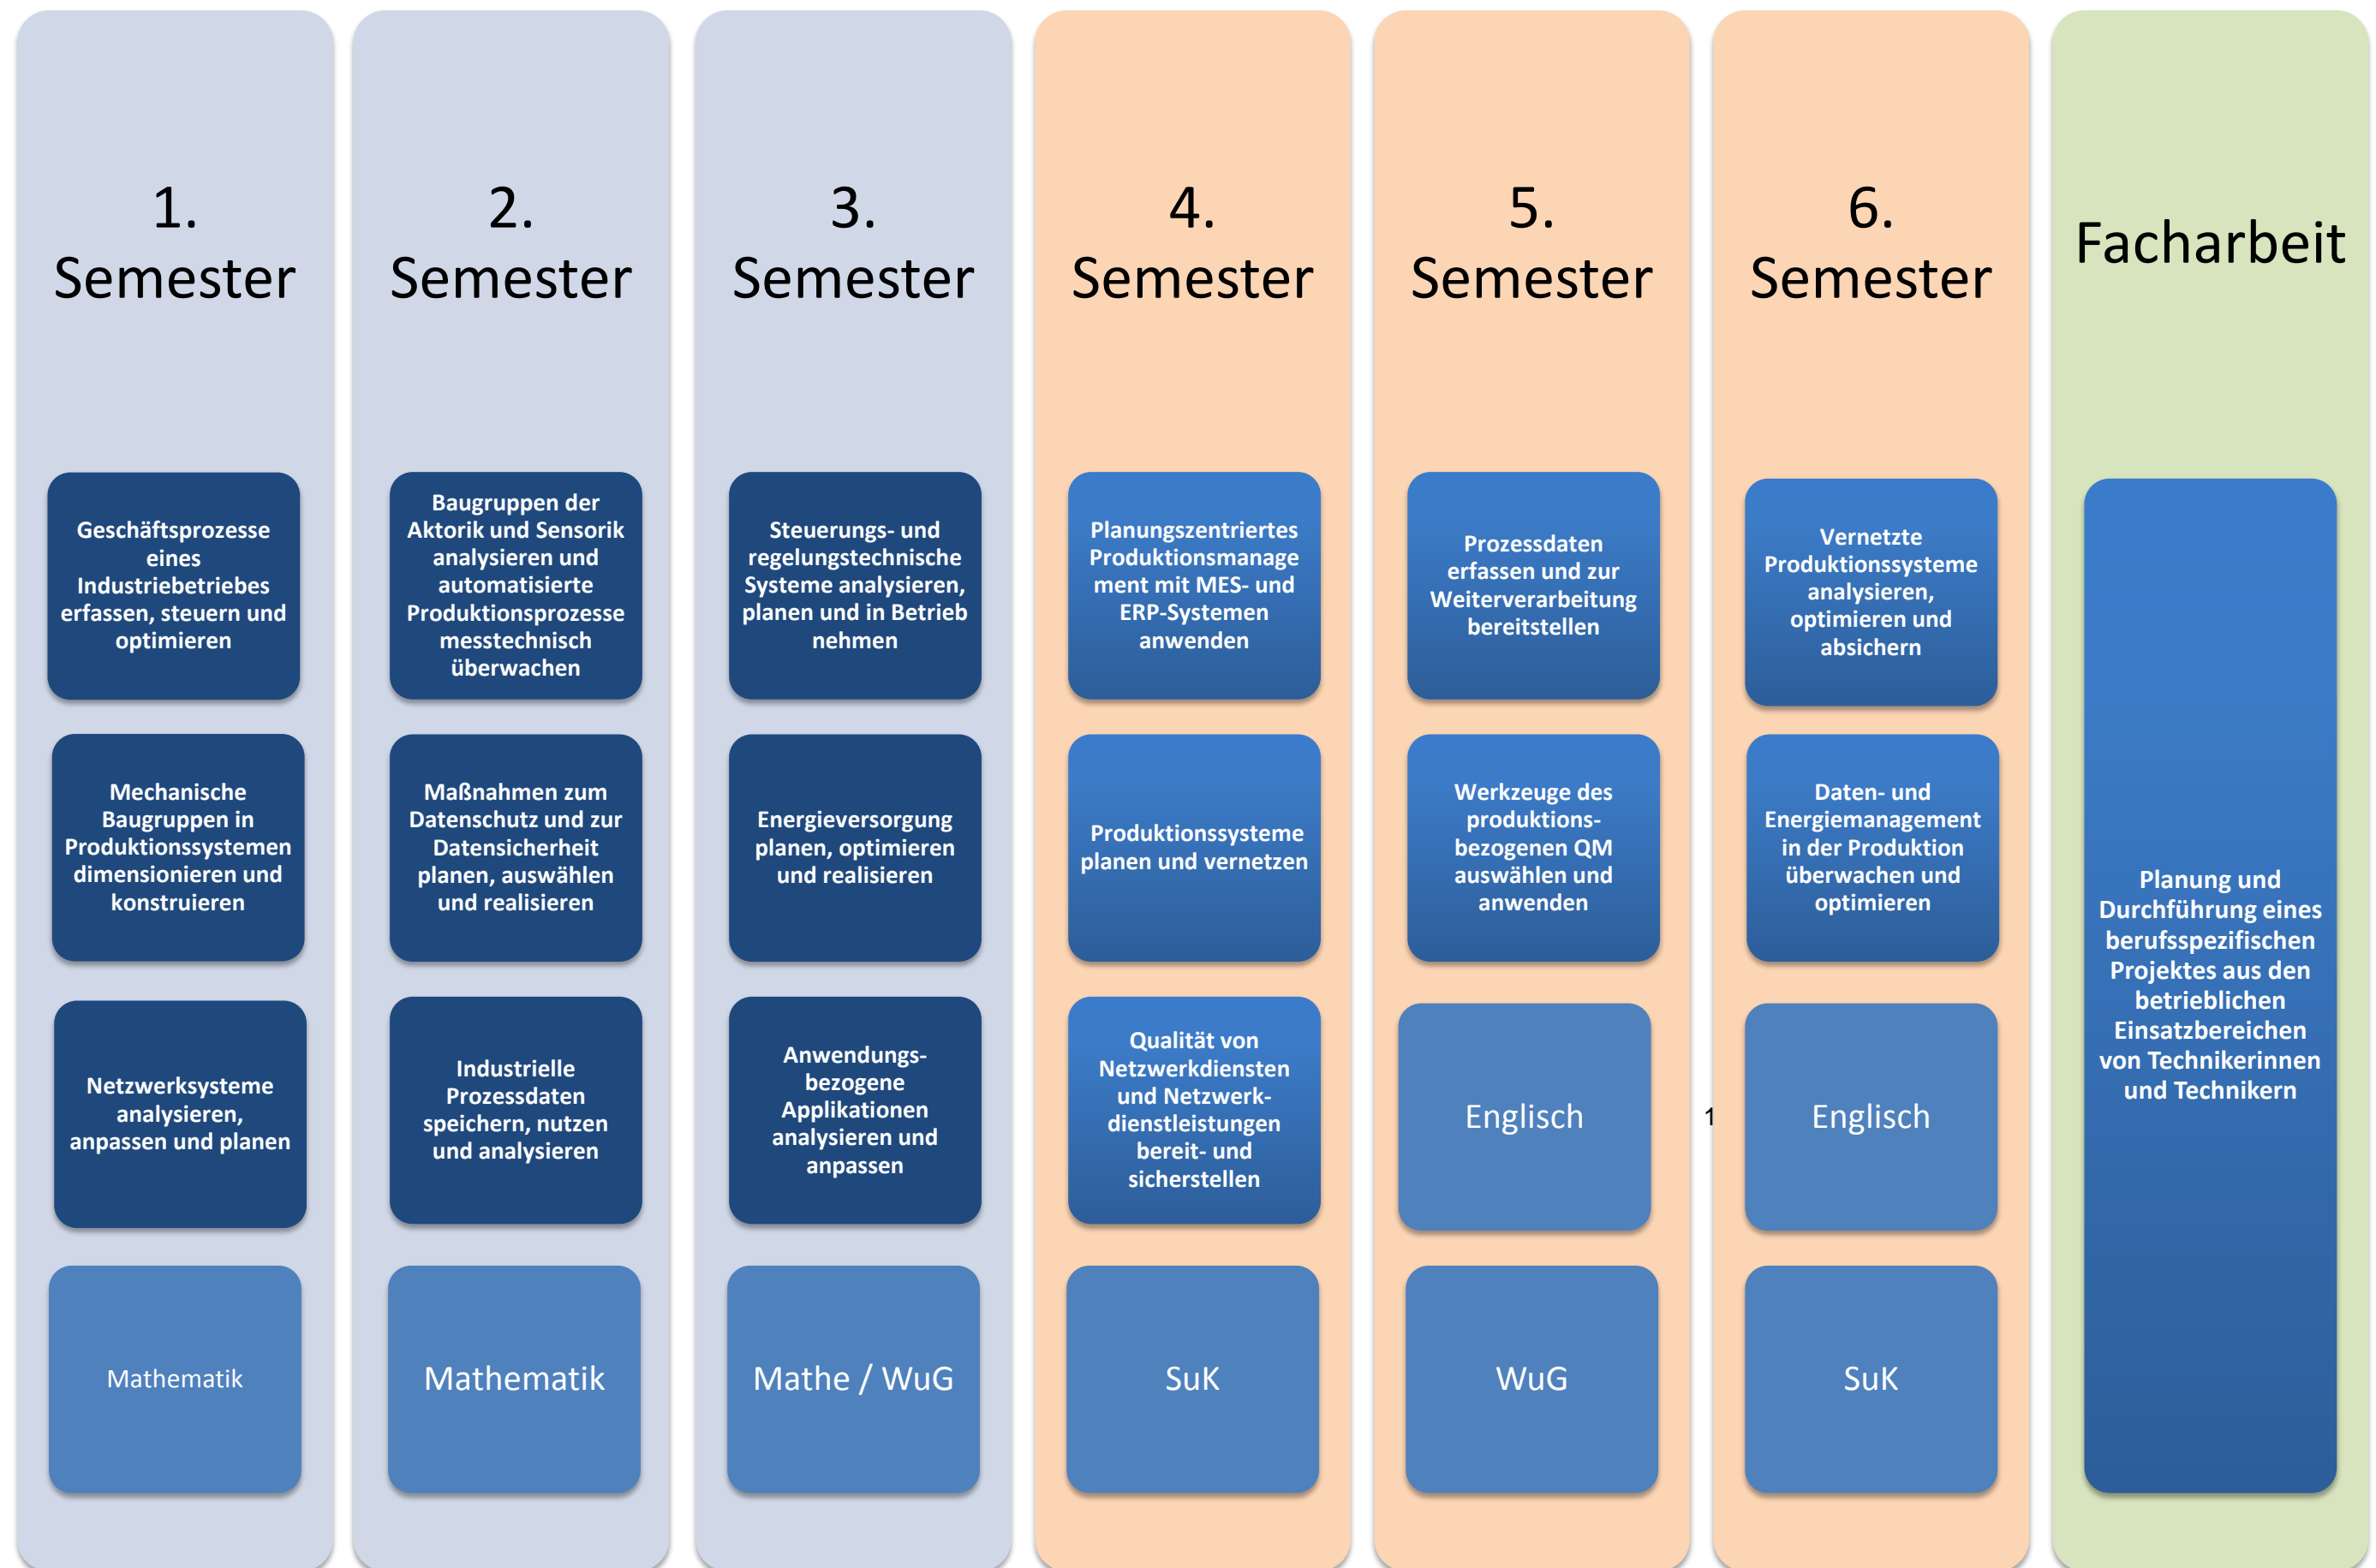 1.
Semester
Geschäftsprozesse
eines
Industriebetriebes
erfassen, steuern und
optimieren
Mechanische
Baugruppen in
Produktionssystemen
dimensionieren und
konstruieren
Netzwerksysteme
analysieren,
anpassen und planen
Mathematik
2.
Semester
Baugruppen der
Aktorik und Sensorik
analysieren und
automatisierte
Produktionsprozesse
messtechnisch
überwachen
Maßnahmen zum
Datenschutz und zur
Datensicherheit
planen, auswählen
und realisieren
Industrielle
Prozessdaten
speichern, nutzen
und analysieren
Mathematik
3.
Semester
Steuerungs- und
regelungstechnische
Systeme analysieren,
planen und in Betrieb
nehmen
Energieversorgung
planen, optimieren
und realisieren
Anwendungs-
bezogene
Applikationen
analysieren und
anpassen
Mathe / WuG
4.
Semester
Planungszentriertes
Produktionsmanage
ment mit MES- und
ERP-Systemen
anwenden
Produktionssysteme
planen und vernetzen
Qualität von
Netzwerkdiensten
und Netzwerk-
dienstleistungen
bereit- und
sicherstellen
SuK
5.
Semester
Prozessdaten
erfassen und zur
Weiterverarbeitung
bereitstellen
Werkzeuge des
produktions-
bezogenen QM
auswählen und
anwenden
Englisch
WuG
1
6.
Semester
Vernetzte
Produktionssysteme
analysieren,
optimieren und
absichern
Daten- und
Energiemanagement
in der Produktion
überwachen und
optimieren
Englisch
SuK
Facharbeit
Planung und
Durchführung eines
berufsspezifischen
Projektes aus den
betrieblichen
Einsatzbereichen
von Technikerinnen
und Technikern